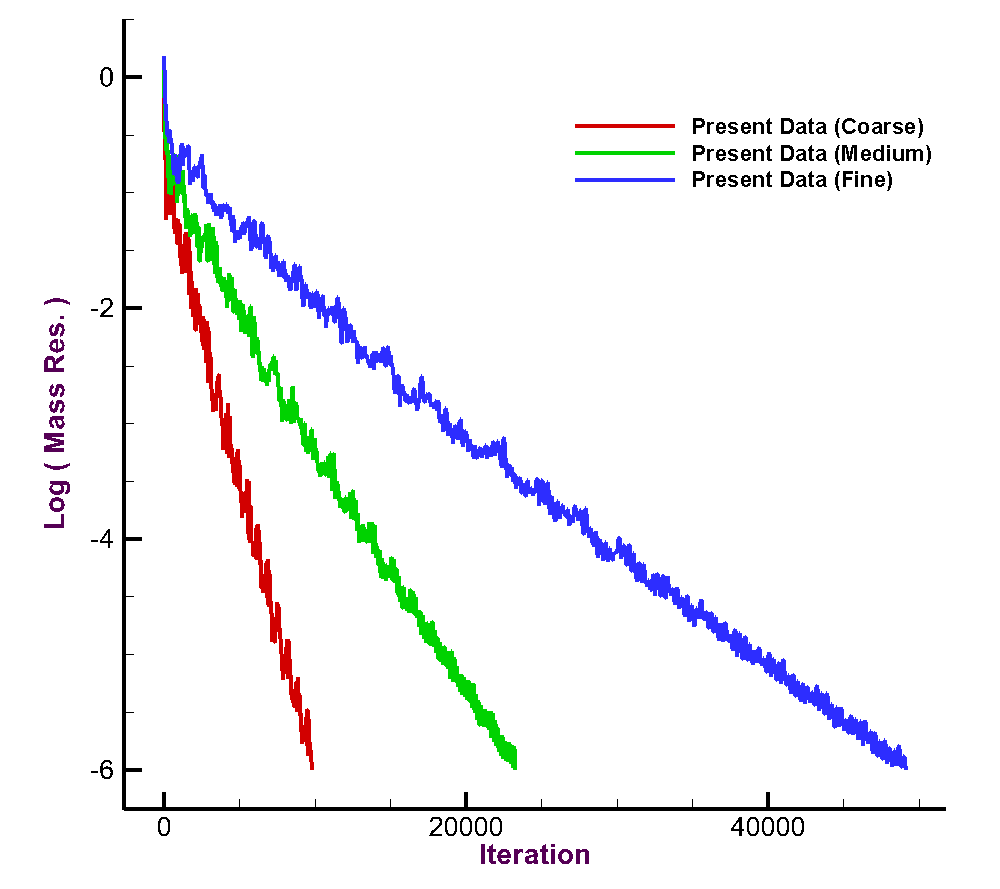 0
-2
-4
-6
Log ( Mass Res. )
Present Data (Coarse)
Present Data (Medium)
Present Data (Fine)
0 20000 40000
Iteration